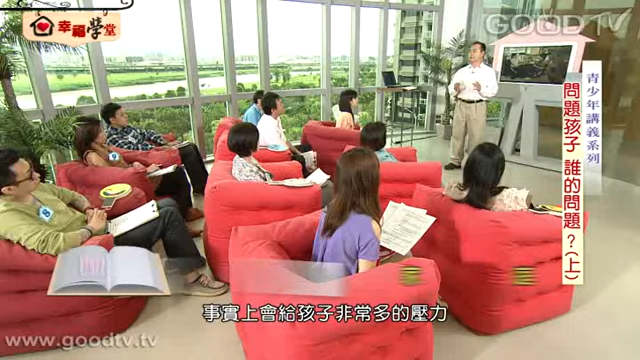 幸福學堂
GOODTV
青少年講義系列
問題孩子 誰的問題?(上)
8
事實上會給孩子非常多的壓力
www.goodtv.tv